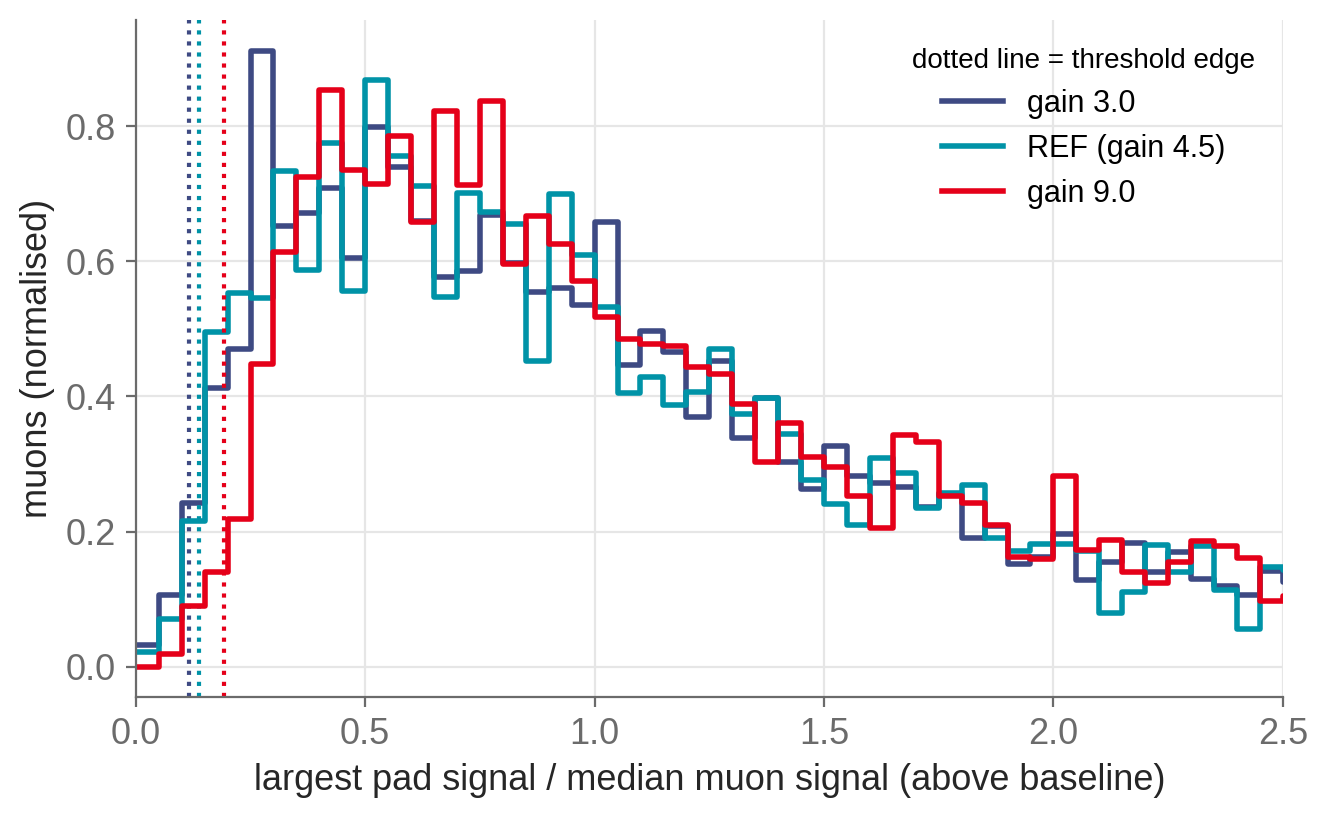 dotted line = threshold edge
gain 3.0
REF (gain 4.5)
gain 9.0
muons (normalised)
0.8
0.6
0.4
0.2
0.0
0.0 0.5 1.0 1.5 2.0 2.5
largest pad signal / median muon signal (above baseline)